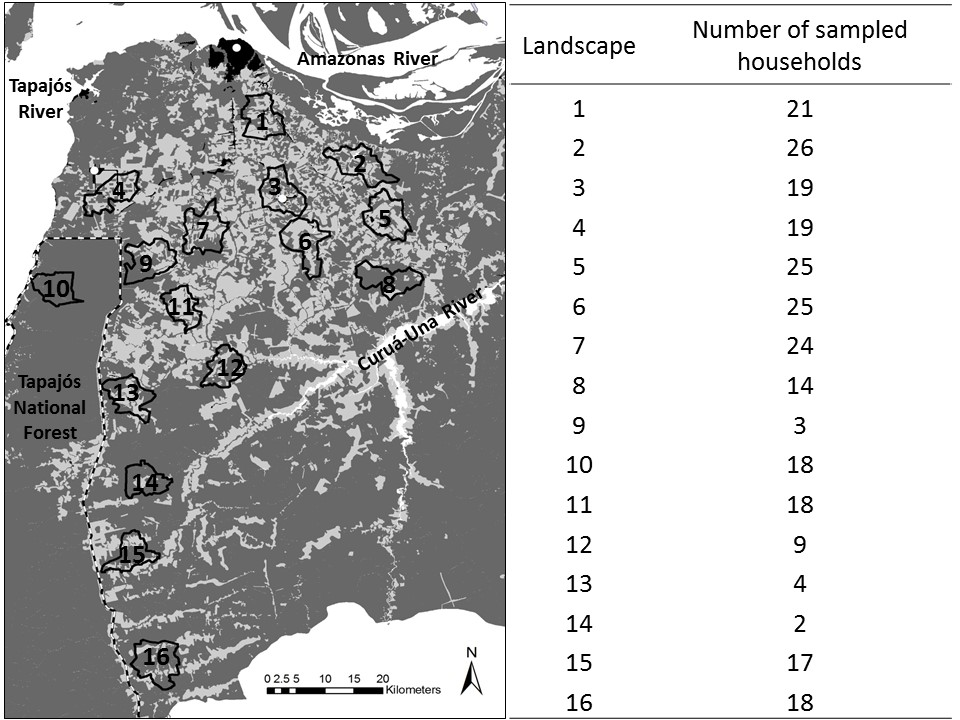 Amazonas River
Tapajós
River
1
2
3
4
5
7
6
9
8
10
11
Curuá-Una River
12
Tapajós
National
Forest
13
14
15
16
N
0 2.5 5 10 15 20
Kilometers
Landscape Number of sampled
households
1 21
2 26
3 19
4 19
5 25
6 25
7 24
8 14
9 3
10 18
11 18
12 9
13 4
14 2
15 17
16 18